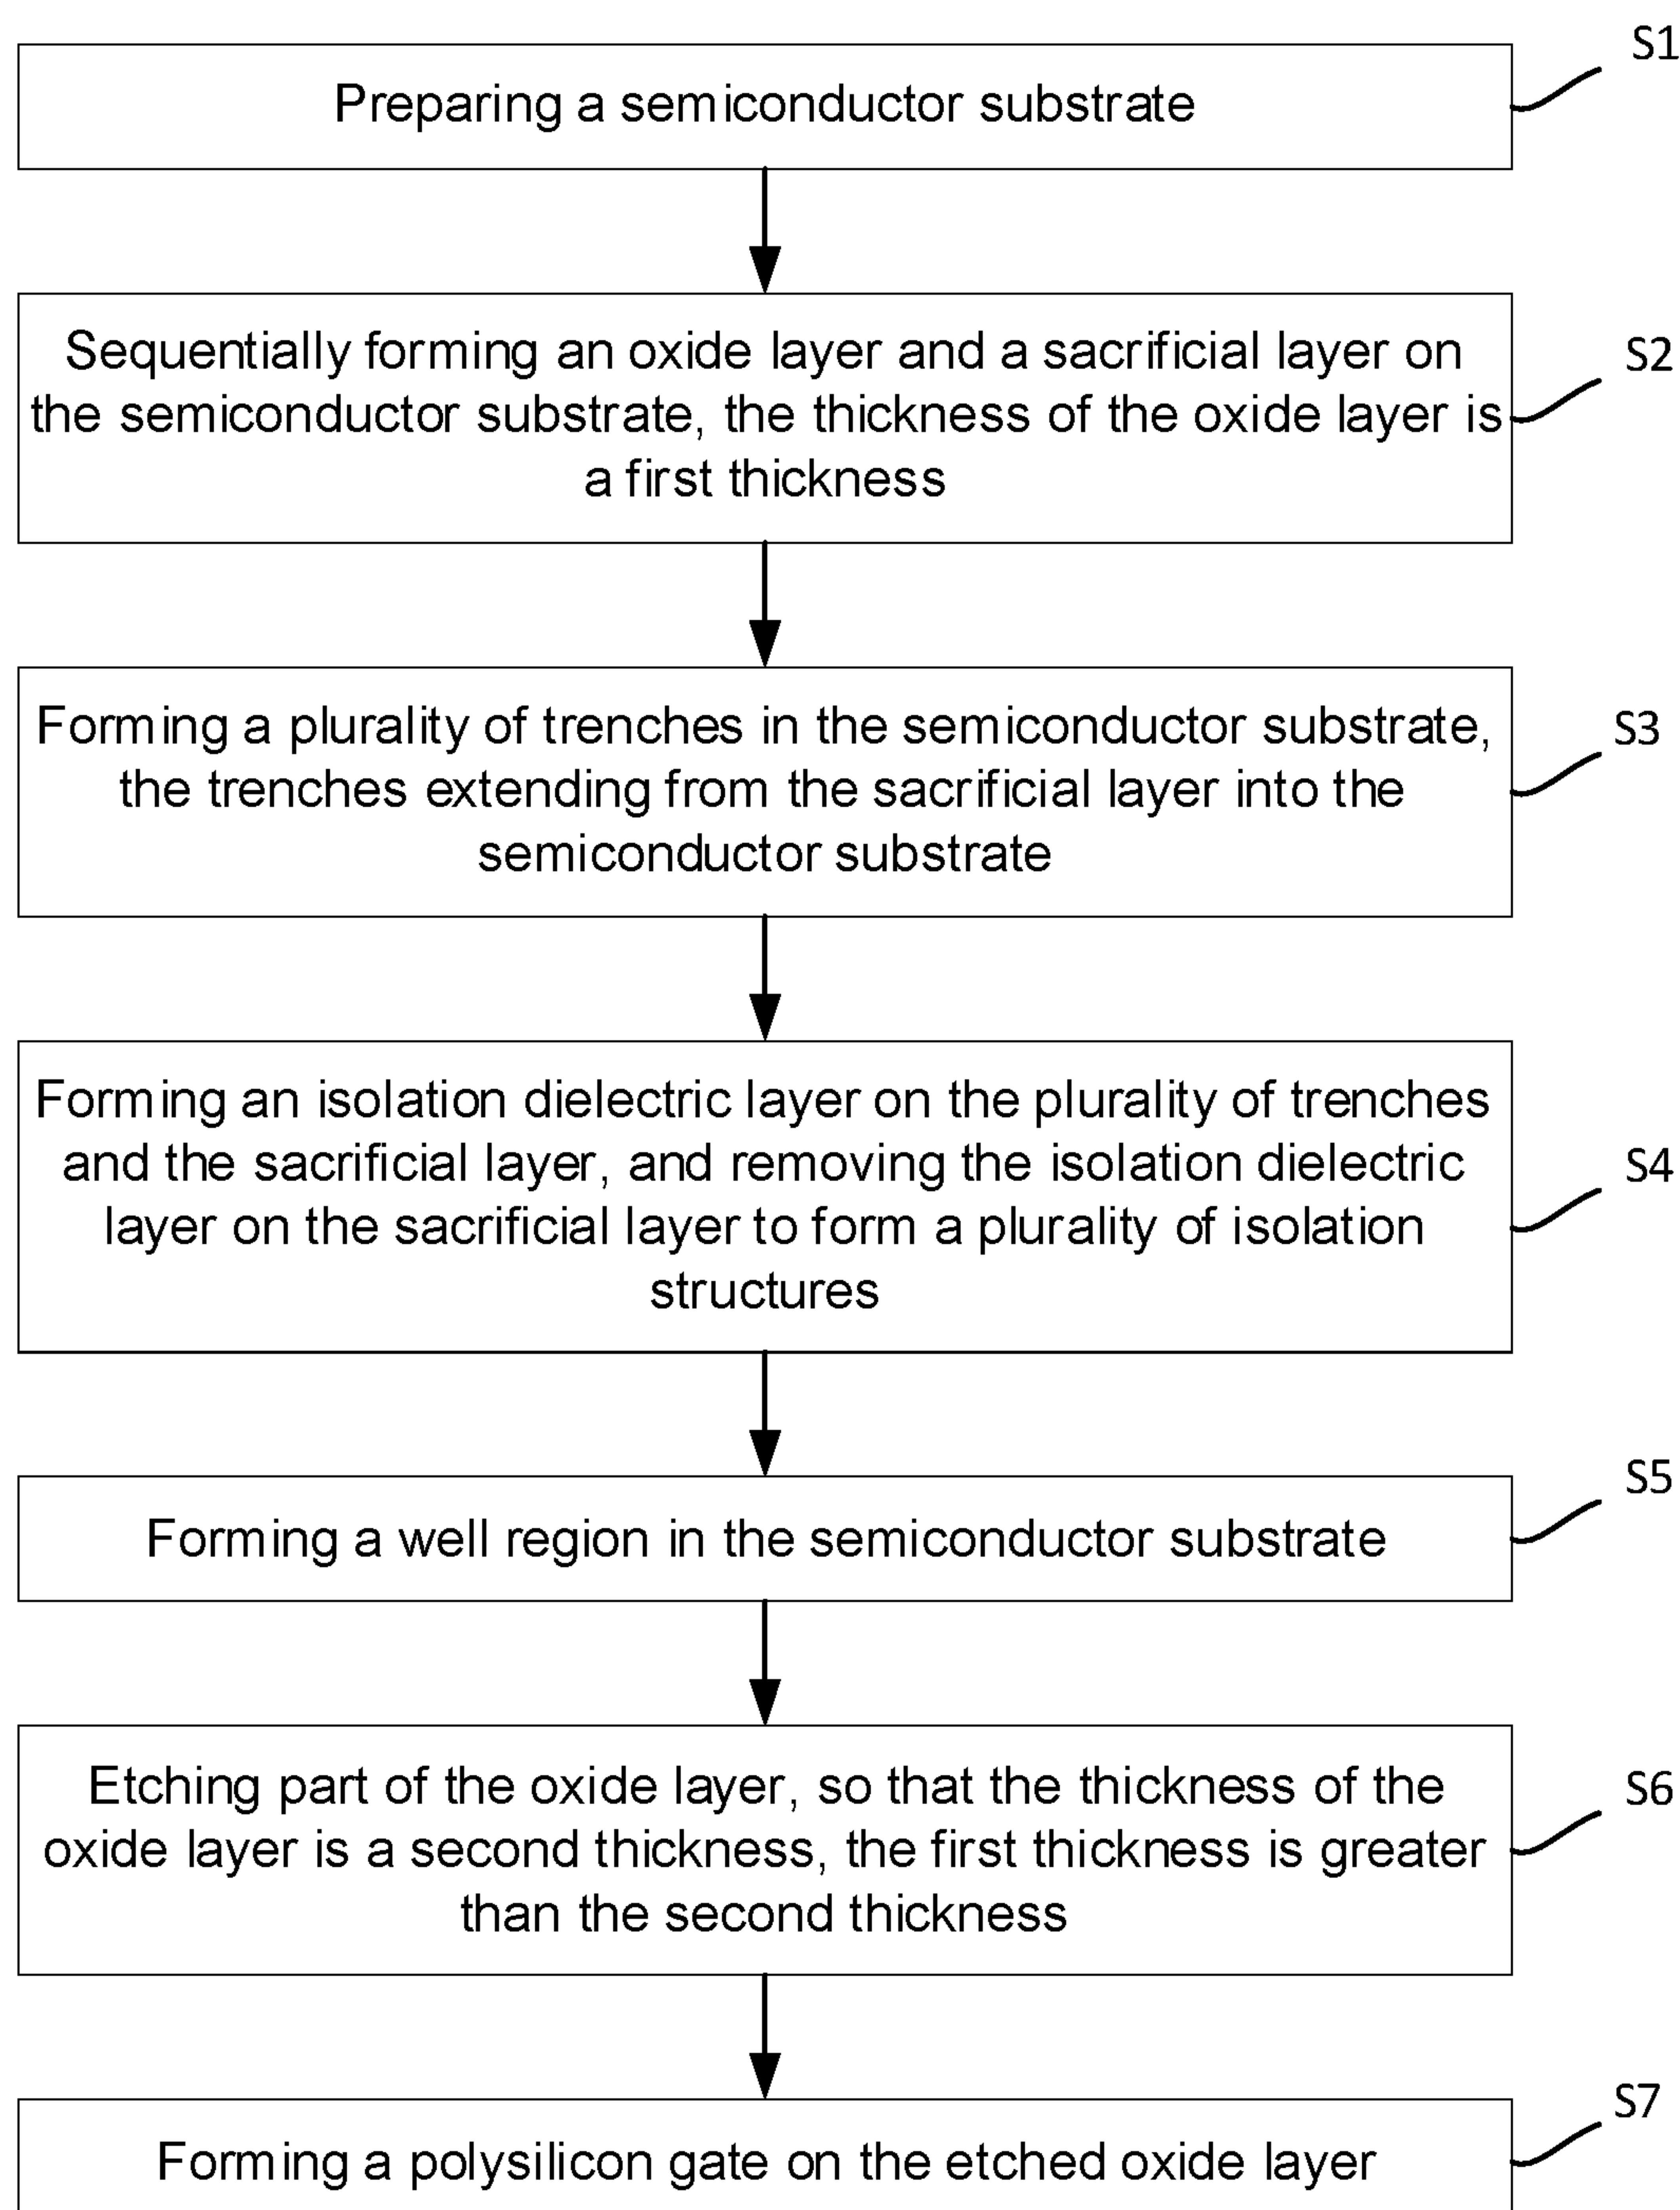 S1
Preparing a semiconductor substrate
Sequentially forming an oxide layer and a sacrificial layer on
the semiconductor substrate, the thickness of the oxide layer is
a first thickness
S2
Forming a plurality of trenches in the semiconductor substrate,
the trenches extending from the sacrificial layer into the
semiconductor substrate
S3
Forming an isolation dielectric layer on the plurality of trenches
and the sacrificial layer, and removing the isolation dielectric
layer on the sacrificial layer to form a plurality of isolation
structures
S4
S5
Forming a well region in the semiconductor substrate
Etching part of the oxide layer, so that the thickness of the
oxide layer is a second thickness, the first thickness is greater
than the second thickness
S6
S7
Forming a polysilicon gate on the etched oxide layer